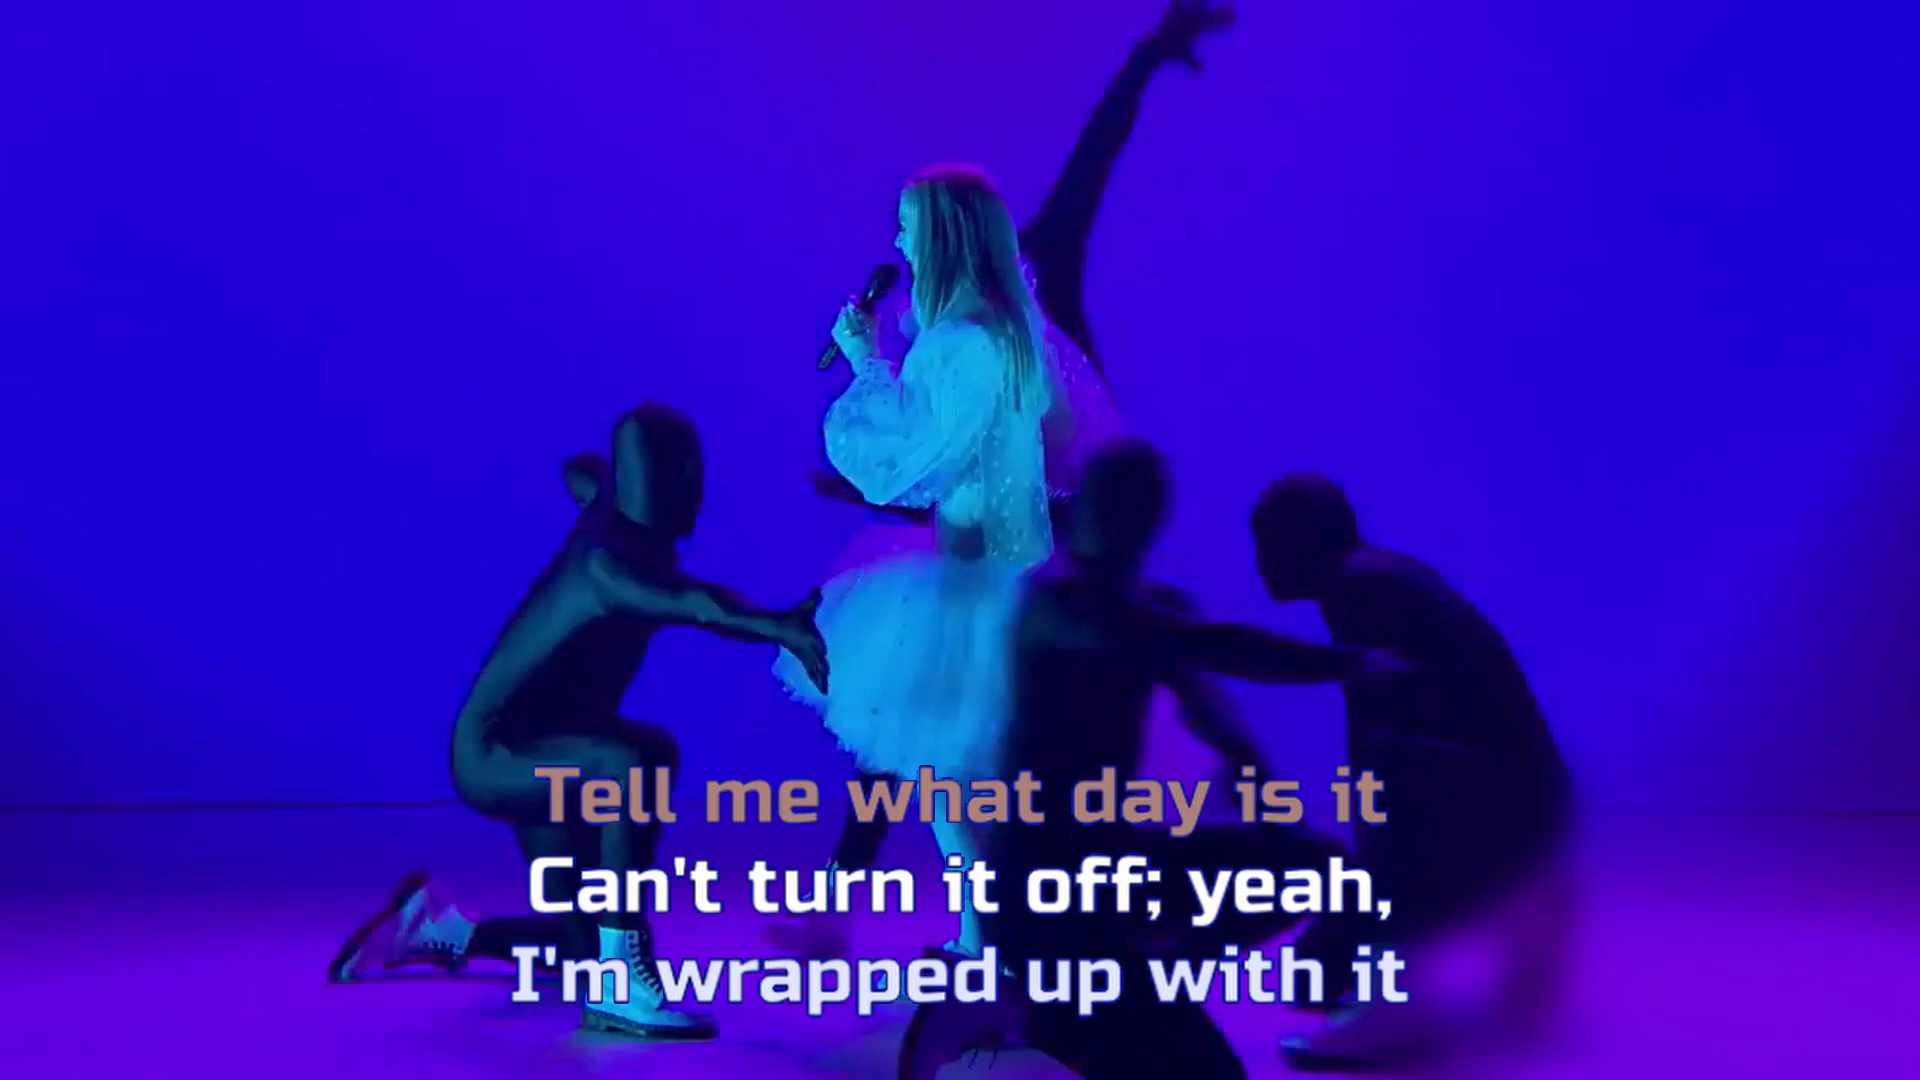 Tell me what day is it
Can't turn it off; yeah,
I'm wrapped up with it